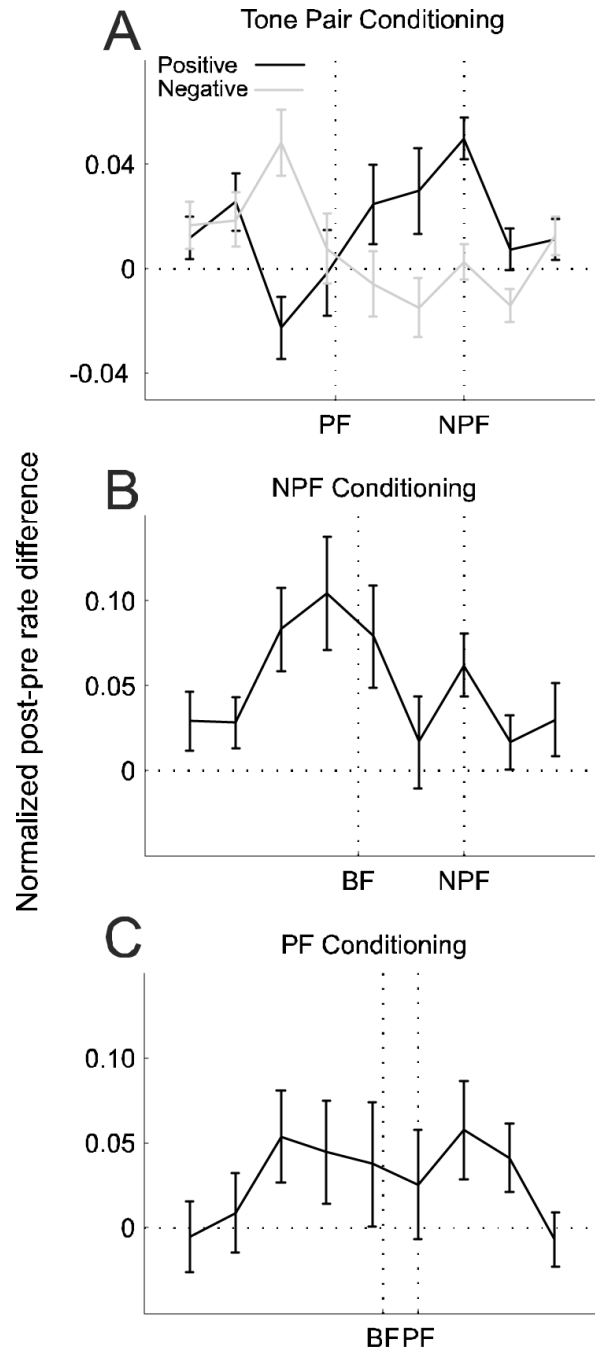 A
Tone Pair Conditioning
Positive
Negative
0.04
0
-0.04
PF NPF
Normalized post-pre rate difference
B
NPF Conditioning
0.10
0.05
0
BF NPF
C
PF Conditioning
0.10
0.05
0
BFPF